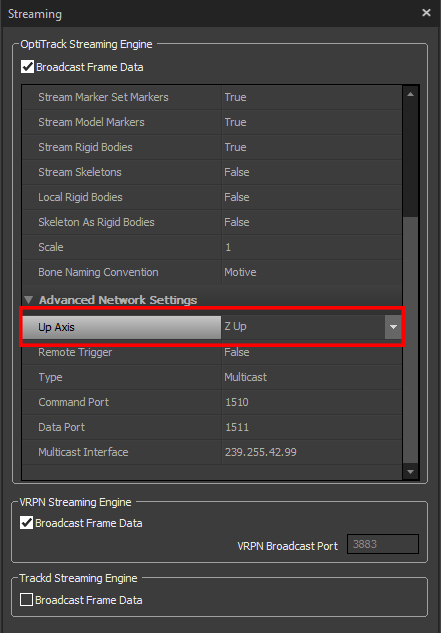 Streaming
OptiTrack Streaming Engine
Broadcast Frame Data
Stream Marker Set Markers True
Stream Model Markers True
Stream Rigid Bodies True
Stream Skeletons False
Local Rigid Bodies False
Skeleton As Rigid Bodies False
Scale 1
Bone Naming Convention Motive
Advanced Network Settings
Up Axis Z Up
Remote Trigger False
Type Multicast
Command Port 1510
Data Port 1511
Multicast Interface 239.255.42.99
VRPN Streaming Engine
Broadcast Frame Data
VRPN Broadcast Port 3883
Trackd Streaming Engine
Broadcast Frame Data